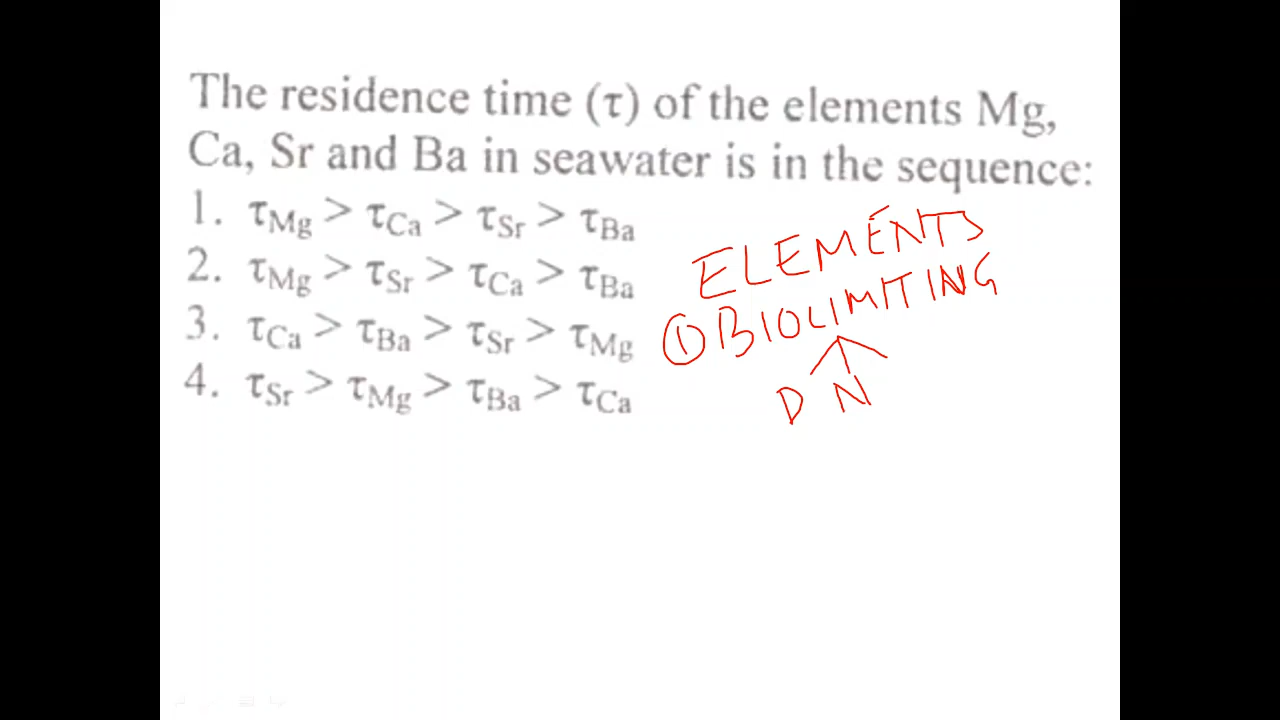 The residence time (τ) of the elements Mg,
Ca, Sr and Ba in seawater is in the sequence:
1. τMg > τCa > τSr > τBa
2. τMg > τSr > τCa > τBa
3. τCa > τBa > τSr > τMg
4. τSr > τMg > τBa > τCa
ELEMENTS
① BIOLIMITING
D N